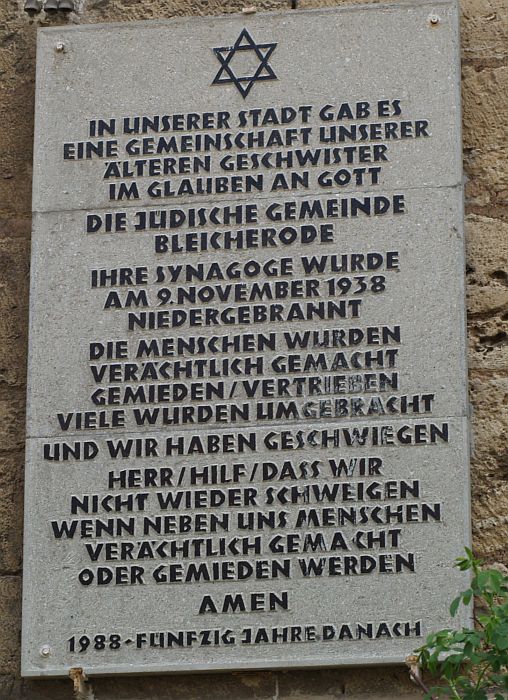 IN UNSERER STADT GAB ES
EINE GEMEINSCHAFT UNSERER
ÄLTEREN GESCHWISTER
IM GLAUBEN AN GOTT
DIE JÜDISCHE GEMEINDE
BLEICHERODE
IHRE SYNAGOGE WURDE
AM 9. NOVEMBER 1938
NIEDERGEBRANNT
DIE MENSCHEN WURDEN
VERÄCHTLICH GEMACHT
GEMIEDEN/VERTRIEBEN
VIELE WURDEN UMGEBRACHT
UND WIR HABEN GESCHWIEGEN
HERR/HILF/DASS WIR
NICHT WIEDER SCHWEIGEN
WENN NEBEN UNS MENSCHEN
VERÄCHTLICH GEMACHT
ODER GEMIEDEN WERDEN
AMEN
1988-FÜNFZIG JAHRE DANACH